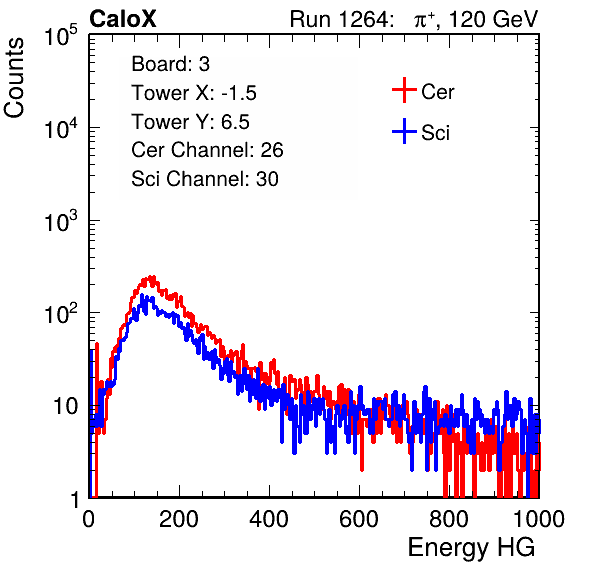 CaloX Run 1264: π⁺, 120 GeV
Counts
10⁵
10⁴
10³
10²
10
1
Board: 3
Tower X: -1.5
Tower Y: 6.5
Cer Channel: 26
Sci Channel: 30
Cer
Sci
0 200 400 600 800 1000
Energy HG